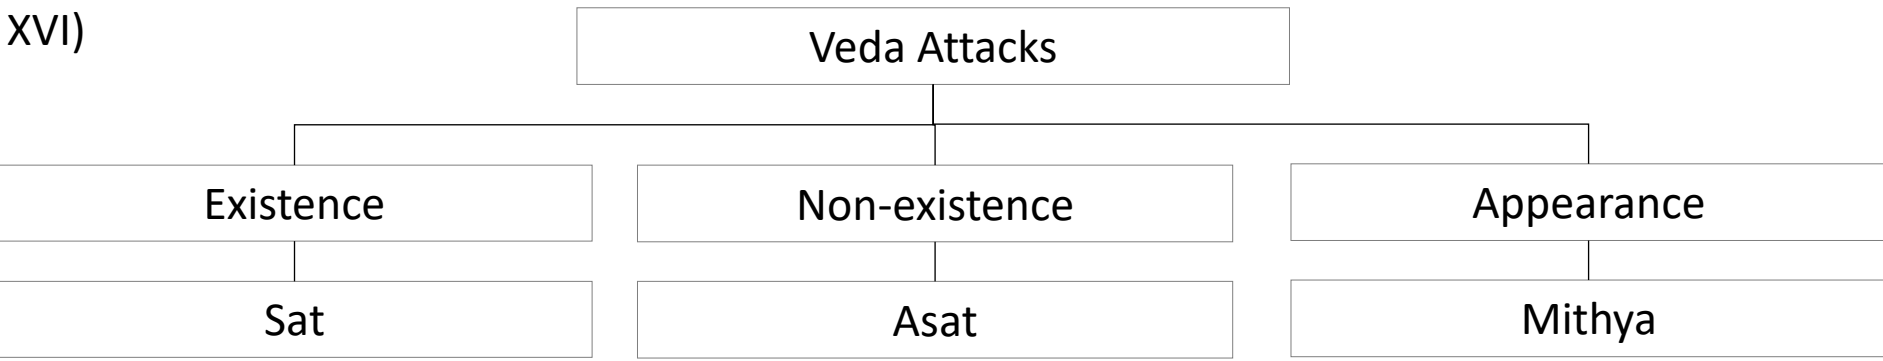 XVI)
Veda Attacks
Existence
Non-existence
Appearance
Sat
Asat
Mithya